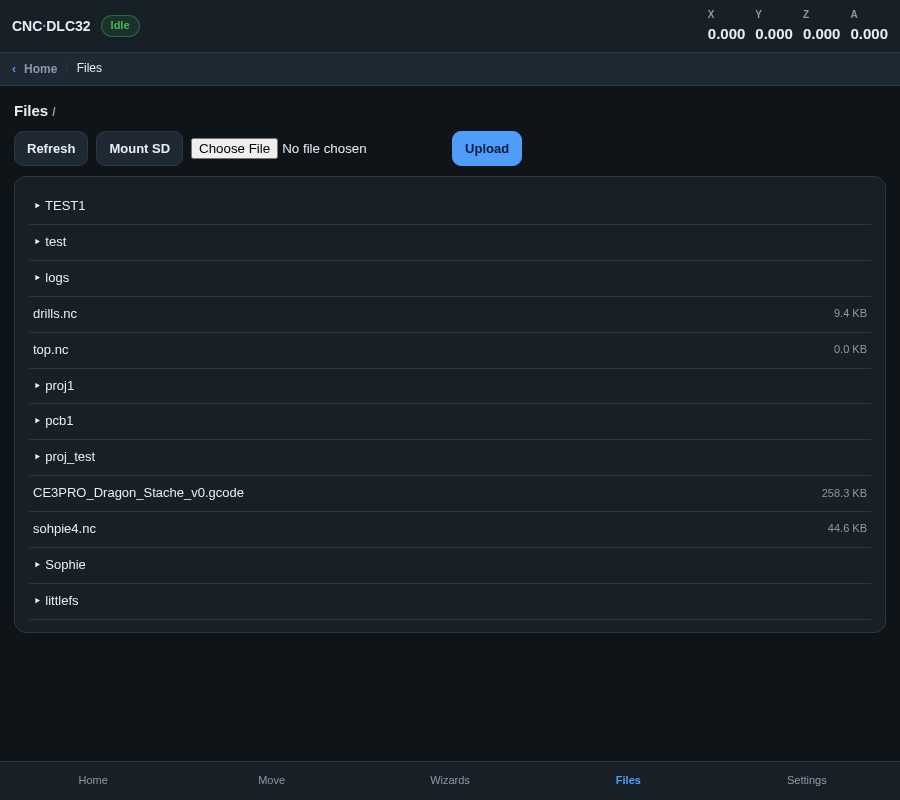 CNC·DLC32 Idle
X Y Z A
0.000 0.000 0.000 0.000
‹ Home / Files
Files /
Refresh Mount SD Choose File No file chosen Upload
▸ TEST1
▸ test
▸ logs
drills.nc 9.4 KB
top.nc 0.0 KB
▸ proj1
▸ pcb1
▸ proj_test
CE3PRO_Dragon_Stache_v0.gcode 258.3 KB
sohpie4.nc 44.6 KB
▸ Sophie
▸ littlefs
Home Move Wizards Files Settings